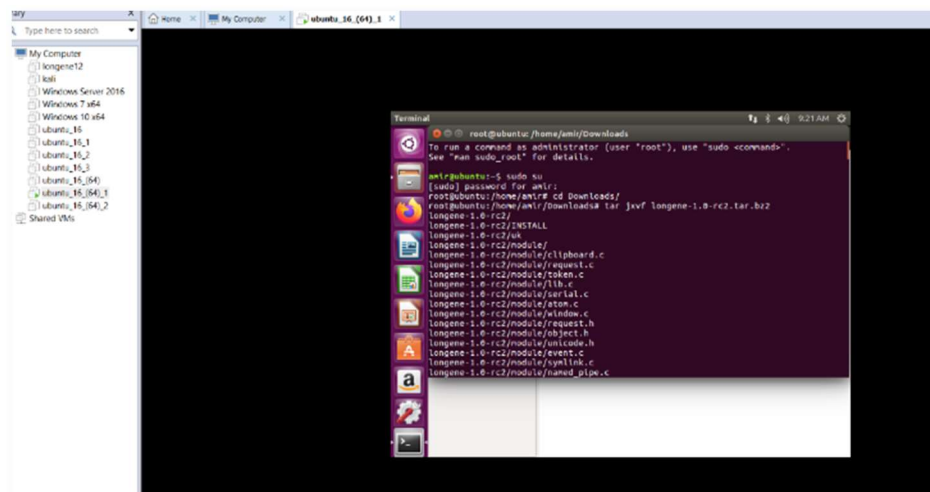 ary
Home
My Computer
ubuntu_16_(64)_1
Type here to search
My Computer
longene12
kali
Windows Server 2016
Windows 7 x64
Windows 10 x64
ubuntu_16
ubuntu_16_1
ubuntu_16_2
ubuntu_16_3
ubuntu_16_(64)
ubuntu_16_(64)_1
ubuntu_16_(64)_2
Shared VMs
Terminal
9:21 AM
root@ubuntu: /home/amir/Downloads
To run a command as administrator (user "root"), use "sudo <command>".
See "man sudo_root" for details.
amir@ubuntu:~$ sudo su
[sudo] password for amir:
root@ubuntu:/home/amir# cd Downloads/
root@ubuntu:/home/amir/Downloads# tar jxvf longene-1.0-rc2.tar.bz2
longene-1.0-rc2/
longene-1.0-rc2/INSTALL
longene-1.0-rc2/uk
longene-1.0-rc2/module/
longene-1.0-rc2/module/clipboard.c
longene-1.0-rc2/module/request.c
longene-1.0-rc2/module/token.c
longene-1.0-rc2/module/lib.c
longene-1.0-rc2/module/serial.c
longene-1.0-rc2/module/atom.c
longene-1.0-rc2/module/window.c
longene-1.0-rc2/module/request.h
longene-1.0-rc2/module/object.h
longene-1.0-rc2/module/unicode.h
longene-1.0-rc2/module/event.c
longene-1.0-rc2/module/symlink.c
longene-1.0-rc2/module/named_pipe.c